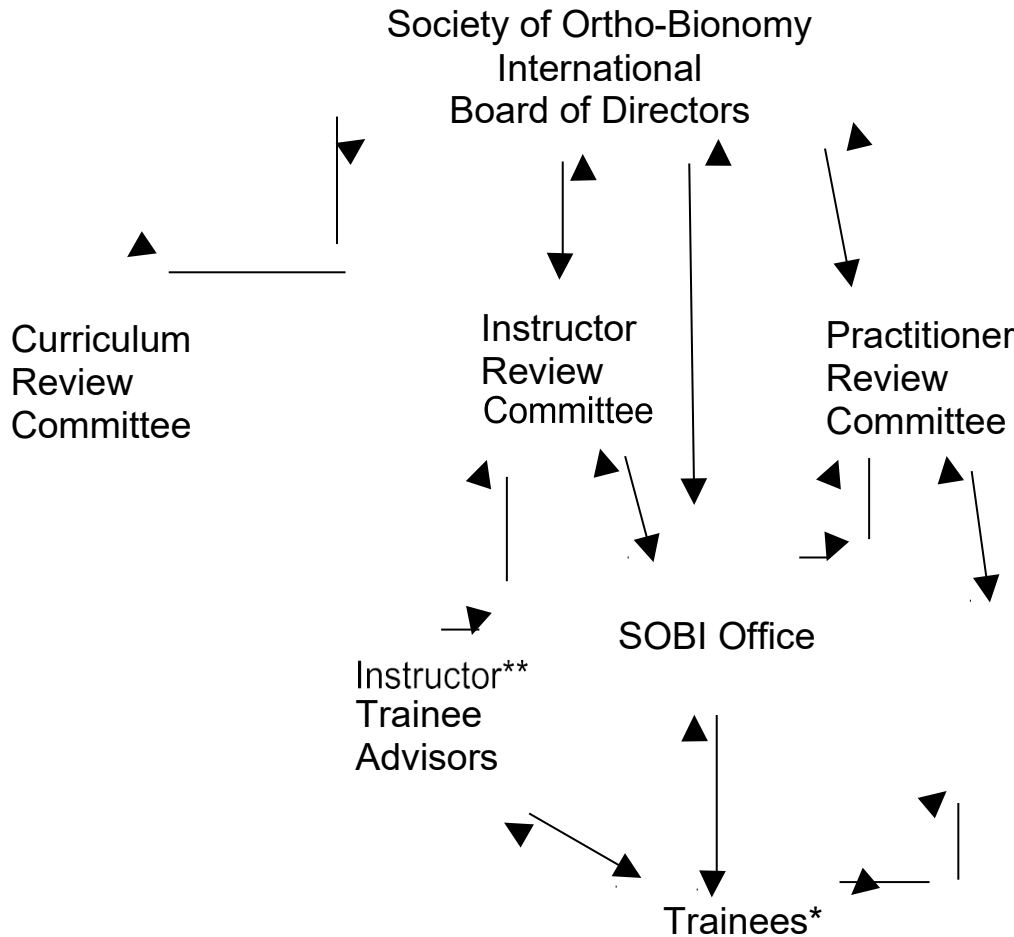 Society of Ortho-Bionomy
International
Board of Directors
Curriculum
Review
Committee
Instructor
Review
Committee
Practitioner
Review
Committee
SOBI Office
Instructor**
Trainee
Advisors
Trainees*